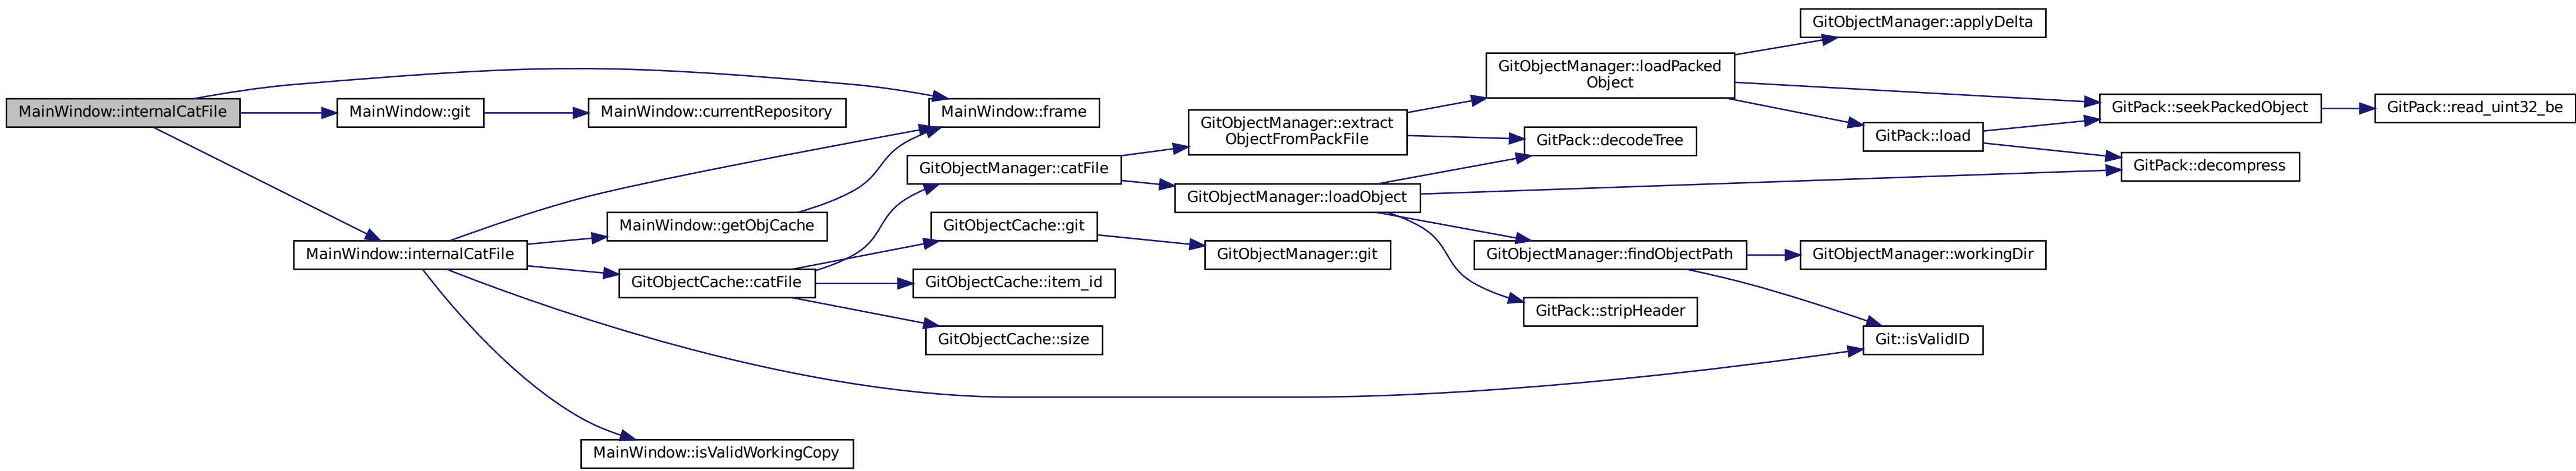 MainWindow::internalCatFile
MainWindow::git
MainWindow::currentRepository
MainWindow::frame
MainWindow::internalCatFile
MainWindow::getObjCache
GitObjectCache::catFile
MainWindow::isValidWorkingCopy
GitObjectManager::catFile
GitObjectCache::git
GitObjectCache::item_id
GitObjectCache::size
GitObjectManager::extract
ObjectFromPackFile
GitObjectManager::loadObject
GitObjectManager::git
GitObjectManager::loadPacked
Object
GitPack::decodeTree
GitObjectManager::findObjectPath
GitPack::stripHeader
GitObjectManager::applyDelta
GitPack::load
GitObjectManager::workingDir
Git::isValidID
GitPack::seekPackedObject
GitPack::decompress
GitPack::read_uint32_be